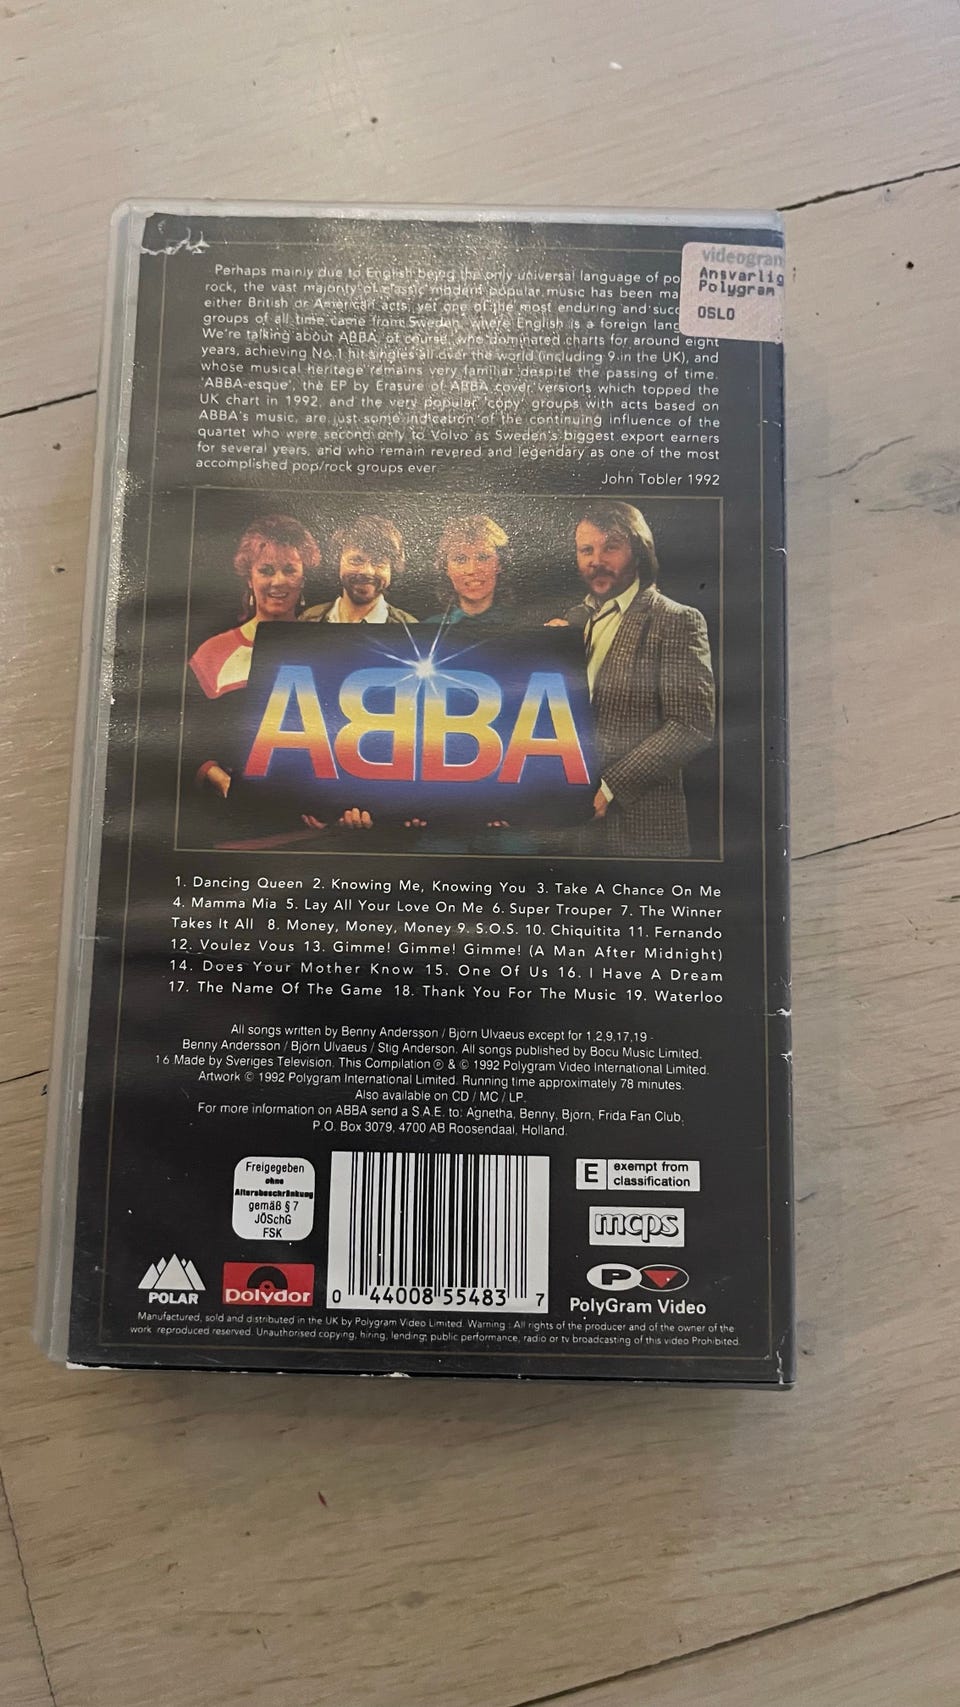 Perhaps mainly due to English being the only universal language of po
rock, the vast majority of classic modern popular music has been ma
either British or American acts, yet one of the most enduring and succ
groups of all time came from Sweden, where English is a foreign lang
We're talking about ABBA, of course, who dominated charts for around eight
years, achieving No.1 hit singles all over the world (including 9 in the UK), and
whose musical heritage remains very familiar despite the passing of time.
'ABBA-esque', the EP by Erasure of ABBA cover versions which topped the
UK chart in 1992, and the very popular 'copy' groups with acts based on
ABBA's music, are just some indication of the continuing influence of the
quartet who were second only to Volvo as Sweden's biggest export earners
for several years, and who remain revered and legendary as one of the most
accomplished pop/rock groups ever
John Tobler 1992
videogram
Ansvarlig
Polygram
OSLO
ABBA
1. Dancing Queen 2. Knowing Me, Knowing You 3. Take A Chance On Me
4. Mamma Mia 5. Lay All Your Love On Me 6. Super Trouper 7. The Winner
Takes It All 8. Money, Money, Money 9. S.O.S. 10. Chiquitita 11. Fernando
12. Voulez Vous 13. Gimme! Gimme! Gimme! (A Man After Midnight)
14. Does Your Mother Know 15. One Of Us 16. I Have A Dream
17. The Name Of The Game 18. Thank You For The Music 19. Waterloo
All songs written by Benny Andersson / Björn Ulvaeus except for 1,2,9,17,19 -
Benny Andersson / Björn Ulvaeus / Stig Anderson. All songs published by Bocu Music Limited.
16 Made by Sveriges Television. This Compilation ℗ & © 1992 Polygram Video International Limited.
Artwork © 1992 Polygram International Limited. Running time approximately 78 minutes.
Also available on CD / MC / LP.
For more information on ABBA send a S.A.E. to: Agnetha, Benny, Bjorn, Frida Fan Club,
P.O. Box 3079, 4700 AB Roosendaal, Holland.
Freigegeben
ohne
Altersbeschränkung
gemäß § 7
JÖSchG
FSK
E exempt from
classification
mcps
POLAR
Polydor
0 44008 55483 7
P
PolyGram Video
Manufactured, sold and distributed in the UK by Polygram Video Limited. Warning : All rights of the producer and of the owner of the
work reproduced reserved. Unauthorised copying, hiring, lending, public performance, radio or tv broadcasting of this video Prohibited.